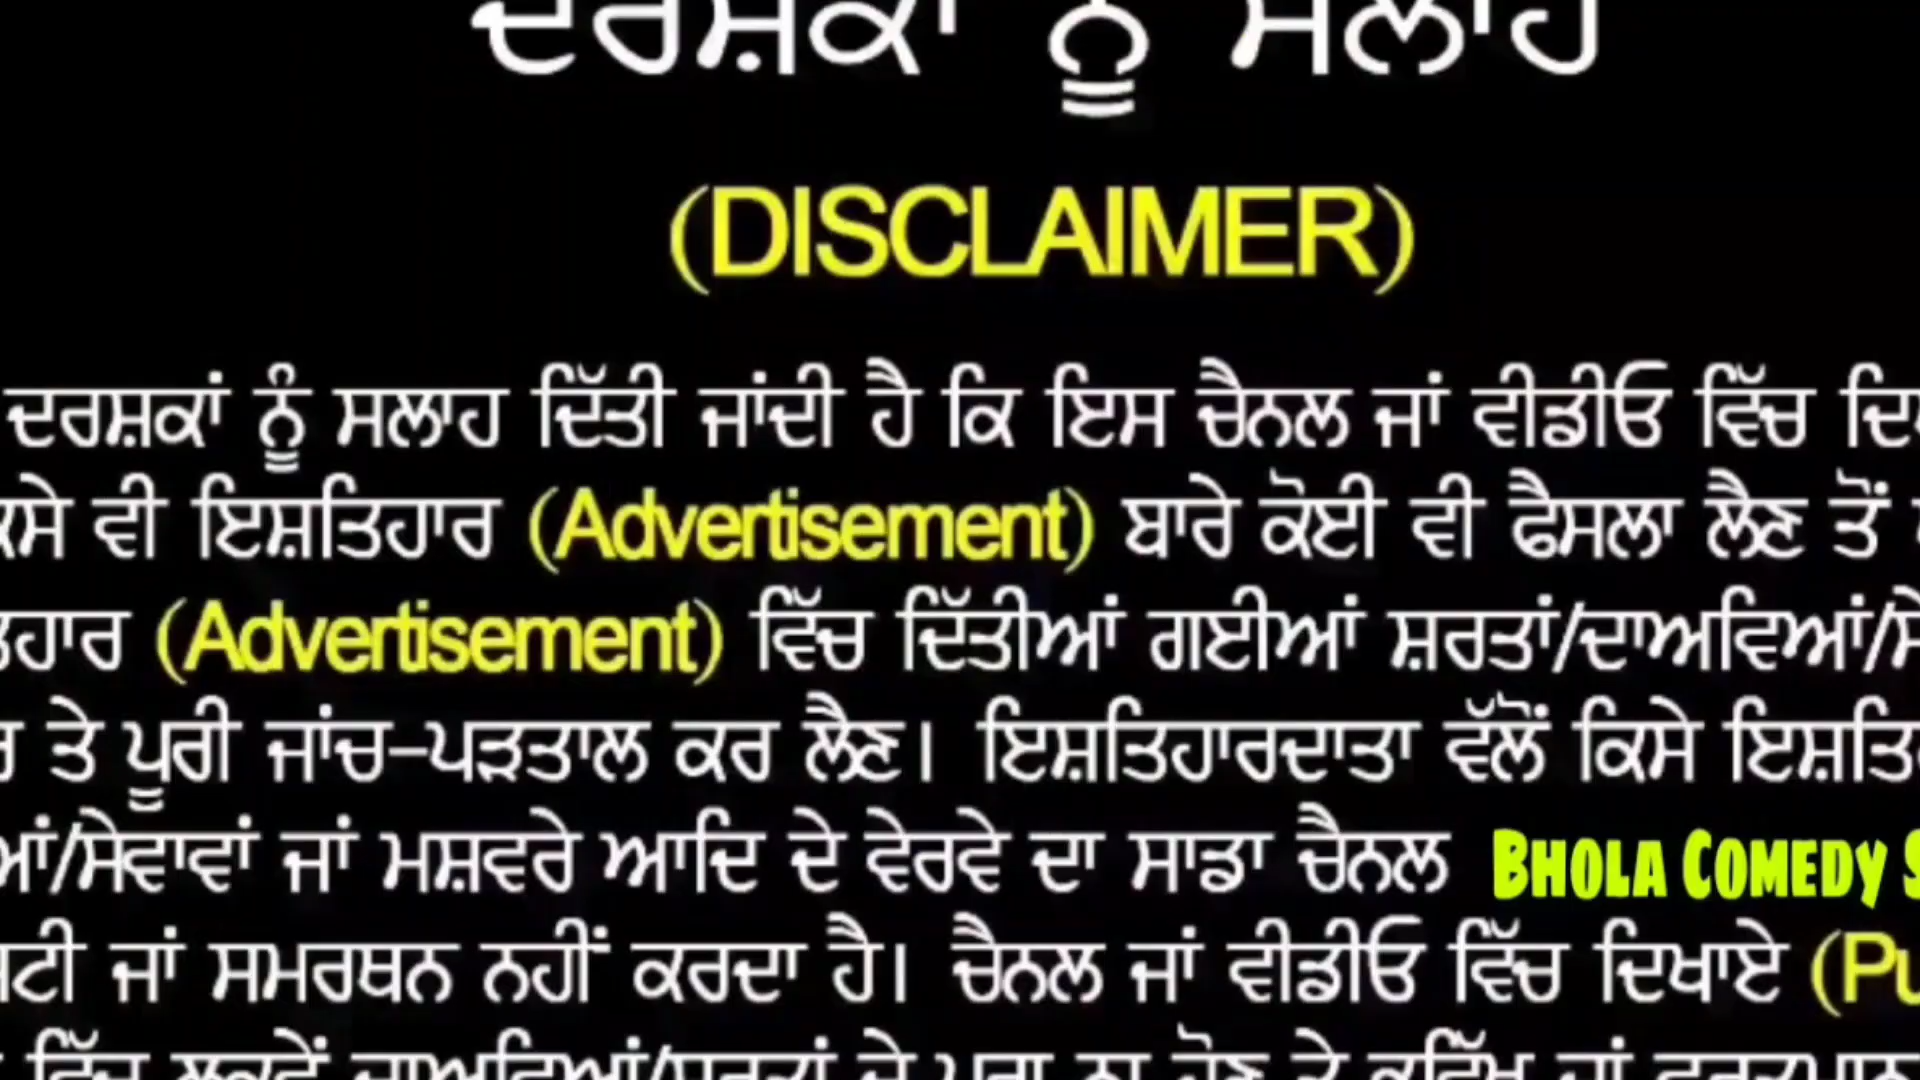 ਦਰਸ਼ਕਾਂ ਨੂੰ ਸਲਾਹ
(DISCLAIMER)
ਦਰਸ਼ਕਾਂ ਨੂੰ ਸਲਾਹ ਦਿੱਤੀ ਜਾਂਦੀ ਹੈ ਕਿ ਇਸ ਚੈਨਲ ਜਾਂ ਵੀਡੀਓ ਵਿੱਚ
ਵੀ ਇਸ਼ਤਿਹਾਰ (Advertisement) ਬਾਰੇ ਕੋਈ ਵੀ ਫੈਸਲਾ ਲੈਣ ਤੋਂ
(Advertisement) ਵਿੱਚ ਦਿੱਤੀਆਂ ਗਈਆਂ ਸ਼ਰਤਾਂ/ਦਾਅਵਿਆਂ/
ਤੇ ਪੂਰੀ ਜਾਂਚ-ਪੜਤਾਲ ਕਰ ਲੈਣ। ਇਸ਼ਤਿਹਾਰਦਾਤਾ ਵੱਲੋਂ ਕਿਸੇ
/ਸੇਵਾਵਾਂ ਜਾਂ ਮਸ਼ਵਰੇ ਆਦਿ ਦੇ ਵੇਰਵੇ ਦਾ ਸਾਡਾ ਚੈਨਲ BHOLA COMEDY
ਜਾਂ ਸਮਰਥਨ ਨਹੀਂ ਕਰਦਾ ਹੈ। ਚੈਨਲ ਜਾਂ ਵੀਡੀਓ ਵਿੱਚ ਦਿਖਾਏ
ਵਿੱਚ